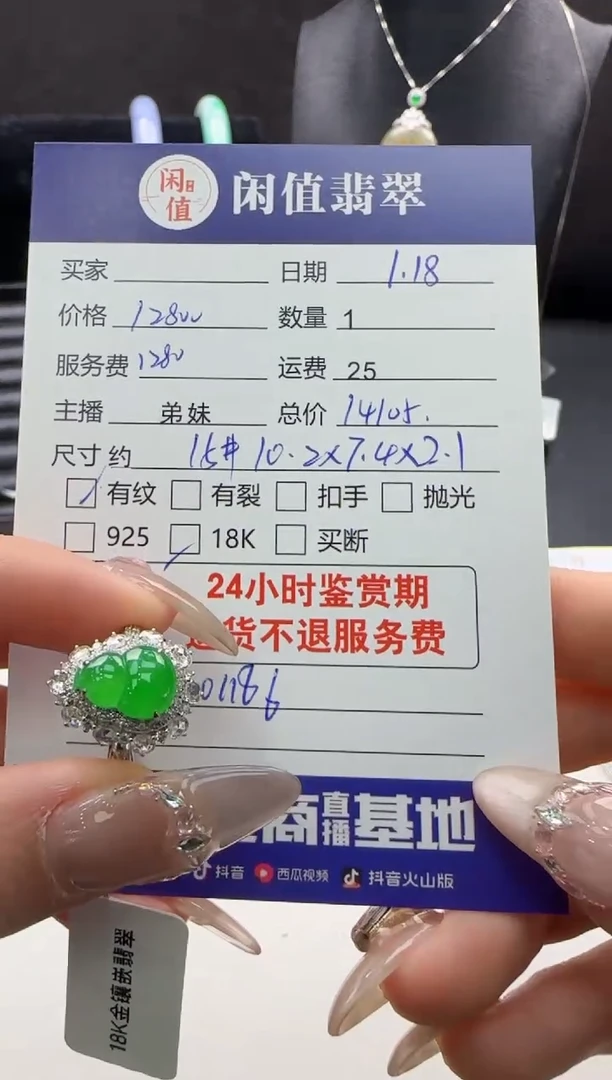 闲值
闲值翡翠
买家 日期 1.18
价格 12800 数量 1
服务费 1280 运费 25
主播 弟妹 总价 14105.
尺寸 约 15# 10.2x7.4x2.1
有纹 有裂 扣手 抛光
925 18K 买断
24小时鉴赏期
货不退服务费
01186
商直播基地
抖音 西瓜视频 抖音火山版
18K金镶嵌翡翠